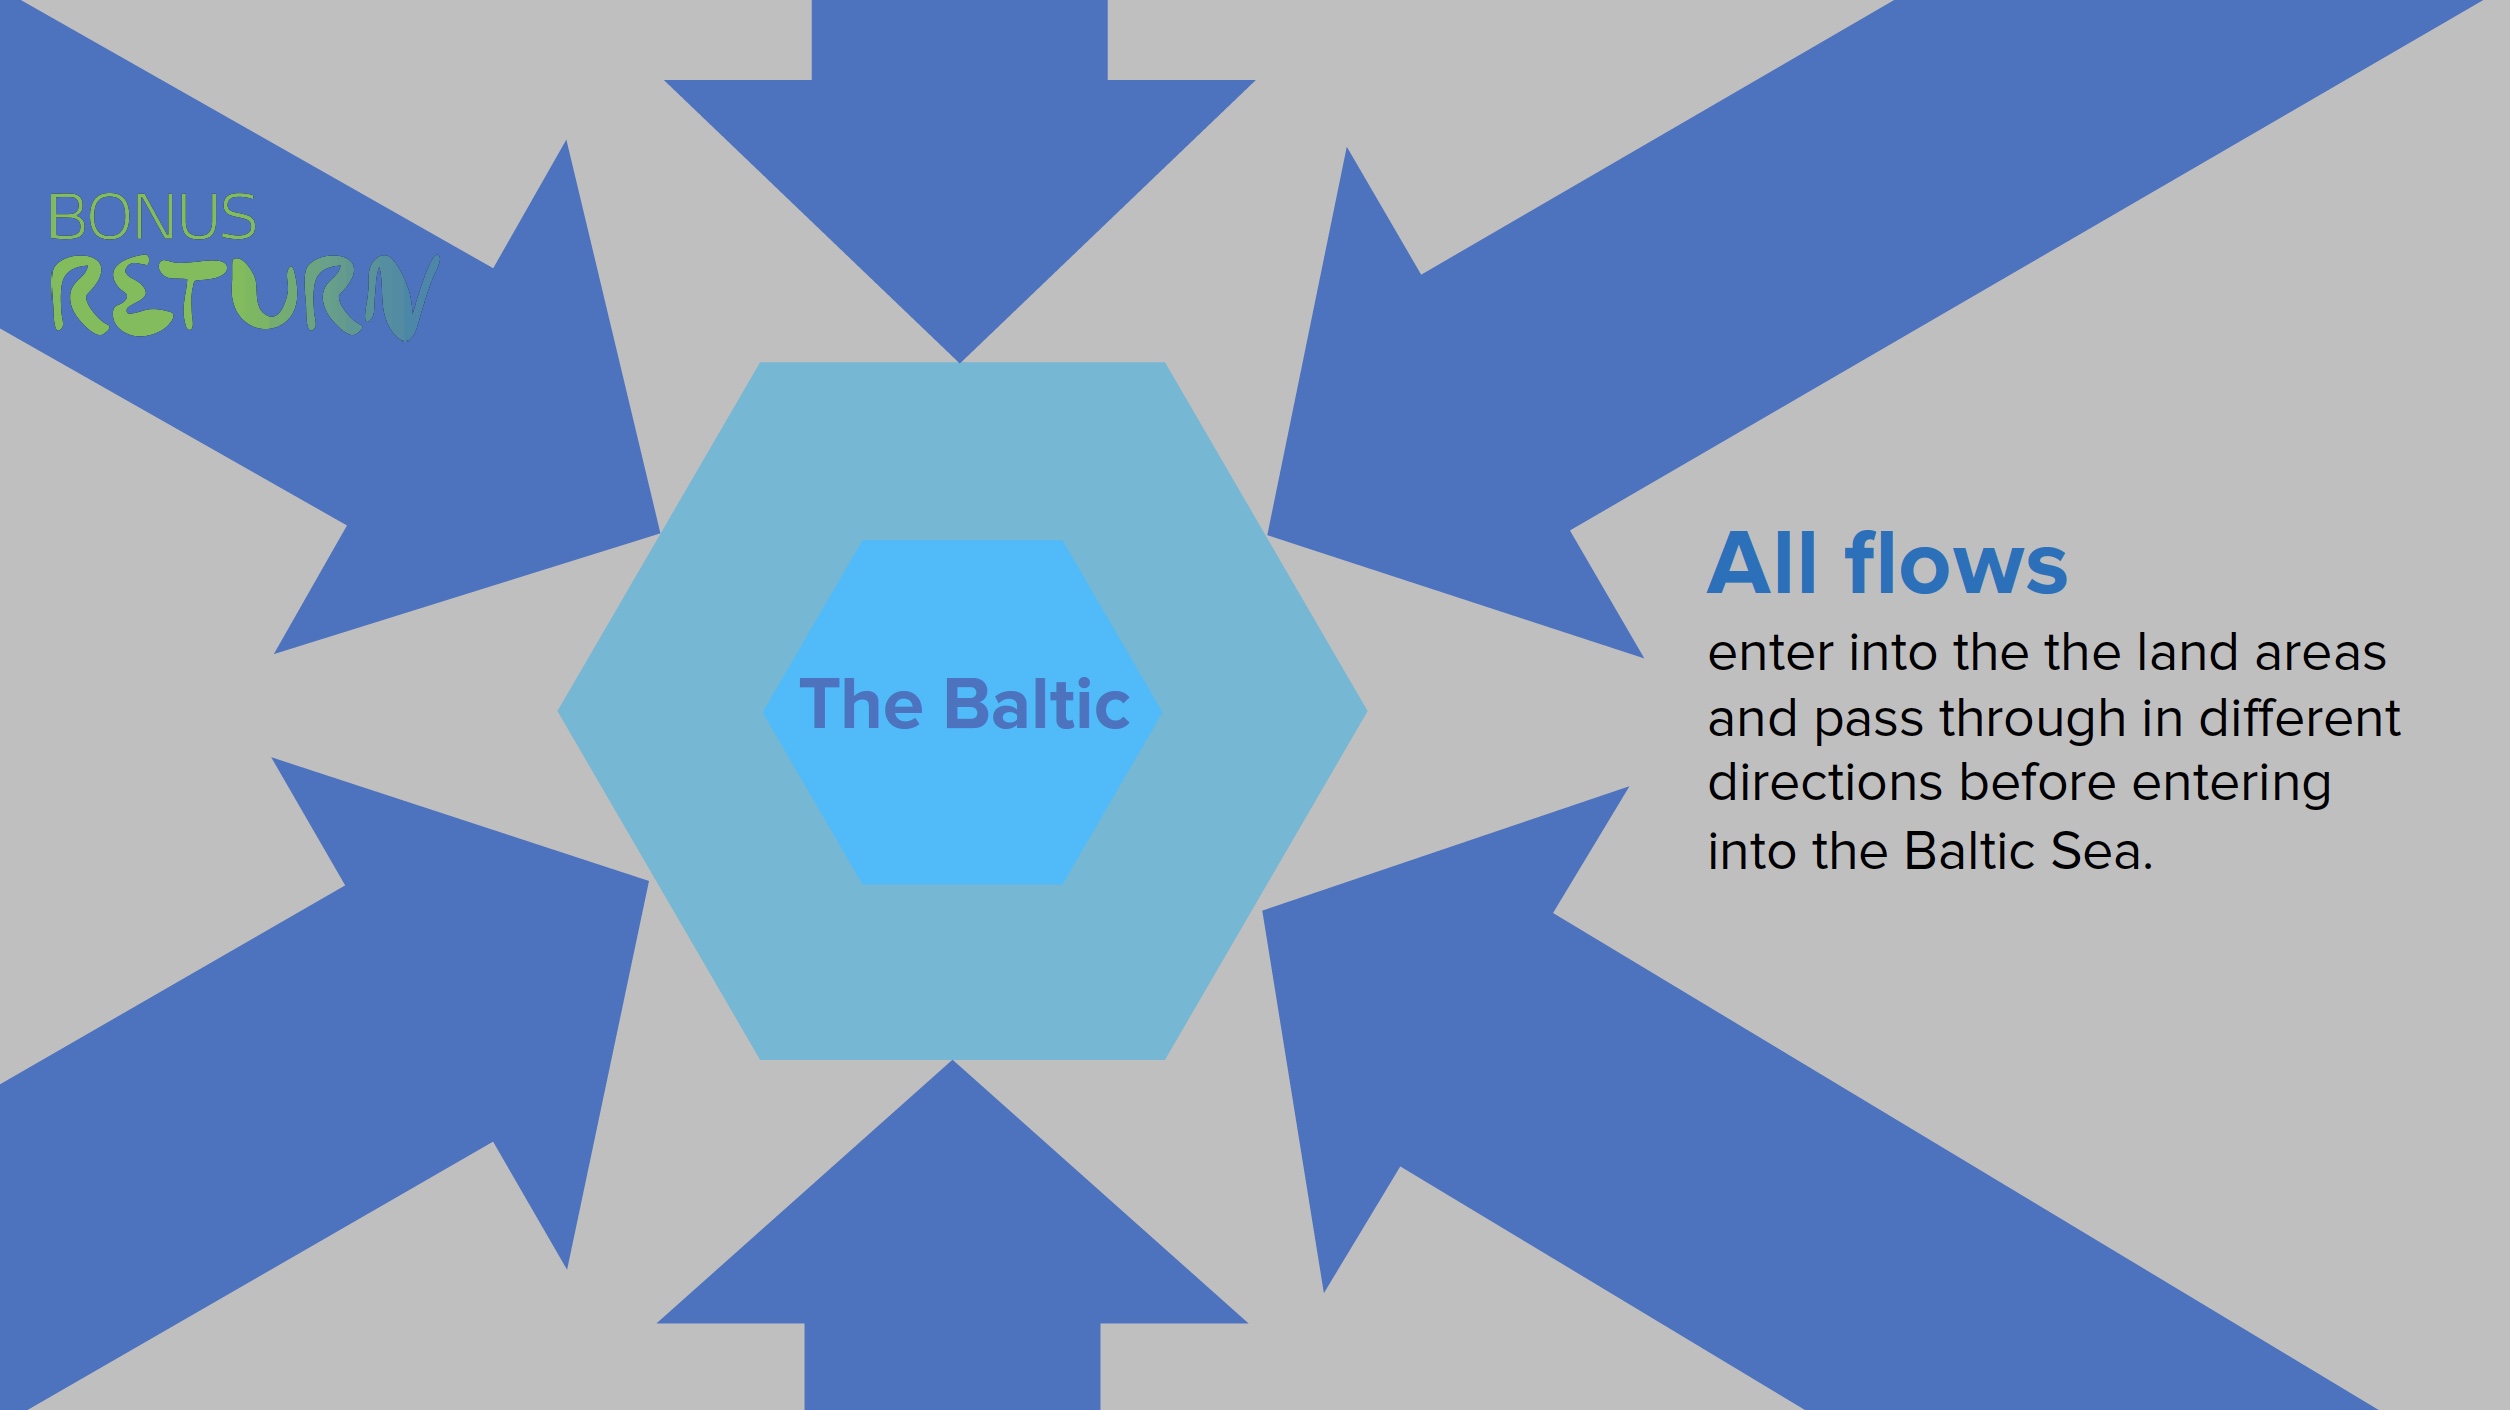 BONUS
RETURN
The Baltic
All flows
enter into the the land areas
and pass through in different
directions before entering
into the Baltic Sea.